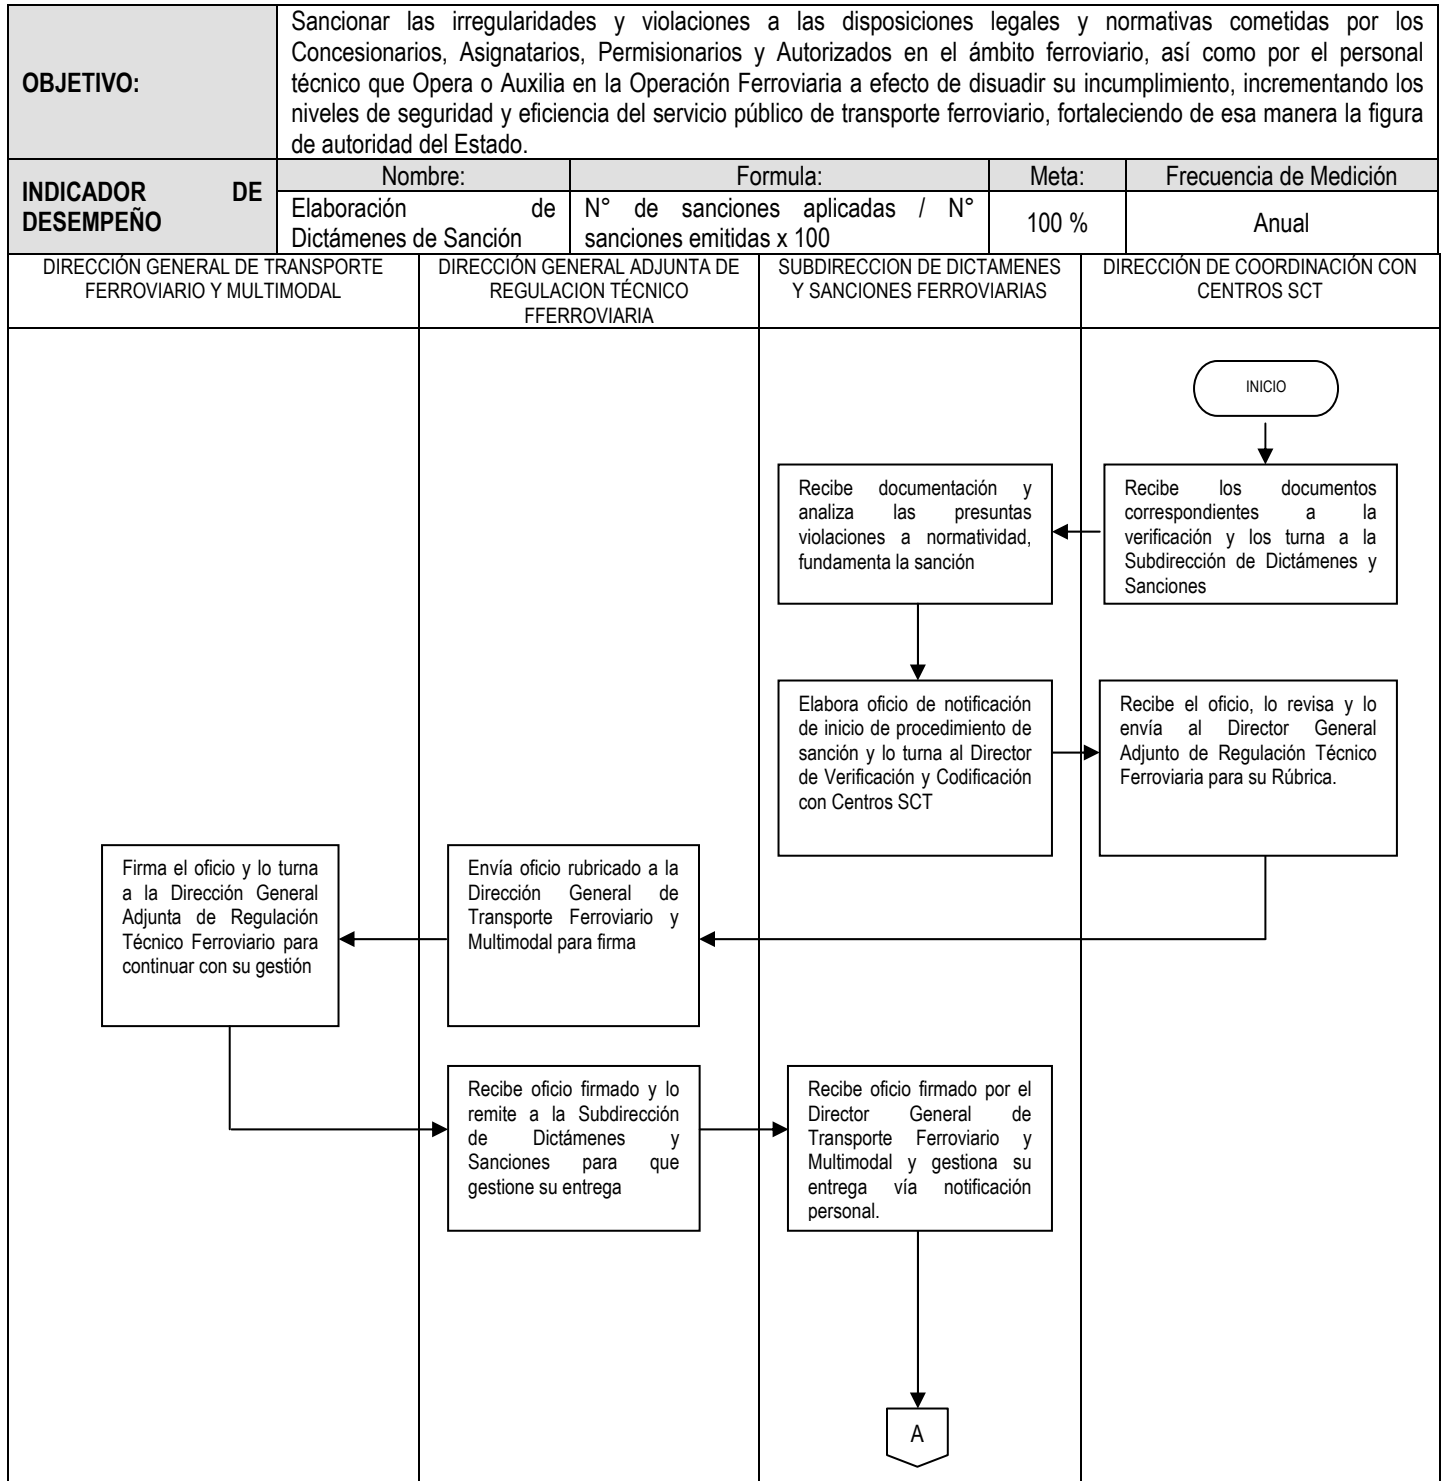 OBJETIVO:
Sancionar las irregularidades y violaciones a las disposiciones legales y normativas cometidas por los
Concesionarios, Asignatarios, Permisionarios y Autorizados en el ámbito ferroviario, así como por el personal
técnico que Opera o Auxilia en la Operación Ferroviaria a efecto de disuadir su incumplimiento, incrementando los
niveles de seguridad y eficiencia del servicio público de transporte ferroviario, fortaleciendo de esa manera la figura
de autoridad del Estado.
INDICADOR DE
DESEMPEÑO
Nombre:
Formula:
Meta:
Frecuencia de Medición
Elaboración de
Dictámenes de Sanción
N° de sanciones aplicadas / N°
sanciones emitidas x 100
100 %
Anual
DIRECCIÓN GENERAL DE TRANSPORTE
FERROVIARIO Y MULTIMODAL
DIRECCIÓN GENERAL ADJUNTA DE
REGULACION TÉCNICO
FFERROVIARIA
SUBDIRECCION DE DICTAMENES
Y SANCIONES FERROVIARIAS
DIRECCIÓN DE COORDINACIÓN CON
CENTROS SCT
INICIO
Recibe los documentos
correspondientes a la
verificación y los turna a la
Subdirección de Dictámenes y
Sanciones
Recibe documentación y
analiza las presuntas
violaciones a normatividad,
fundamenta la sanción
Elabora oficio de notificación
de inicio de procedimiento de
sanción y lo turna al Director
de Verificación y Codificación
con Centros SCT
Recibe el oficio, lo revisa y lo
envía al Director General
Adjunto de Regulación Técnico
Ferroviaria para su Rúbrica.
Envía oficio rubricado a la
Dirección General de
Transporte Ferroviario y
Multimodal para firma
Firma el oficio y lo turna
a la Dirección General
Adjunta de Regulación
Técnico Ferroviario para
continuar con su gestión
Recibe oficio firmado y lo
remite a la Subdirección
de Dictámenes y
Sanciones para que
gestione su entrega
Recibe oficio firmado por el
Director General de
Transporte Ferroviario y
Multimodal y gestiona su
entrega vía notificación
personal.
A